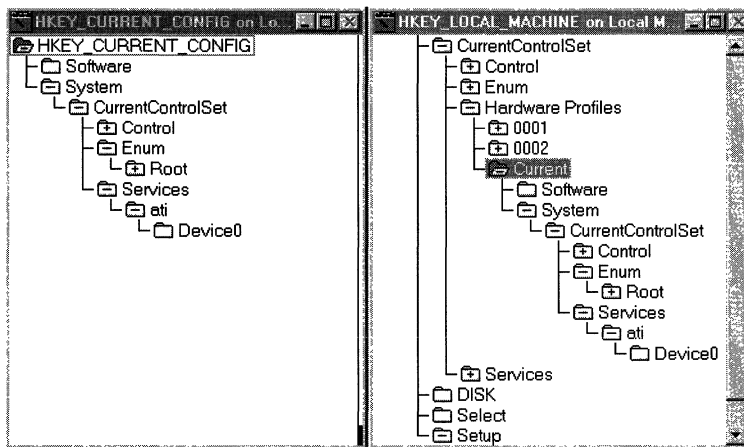 HKEY_CURRENT_CONFIG on Lo...
HKEY_CURRENT_CONFIG
Software
System
CurrentControlSet
Control
Enum
Root
Services
ati
Device0
HKEY_LOCAL_MACHINE on Local M...
CurrentControlSet
Control
Enum
Hardware Profiles
0001
0002
Current
Software
System
CurrentControlSet
Control
Enum
Root
Services
ati
Device0
Services
DISK
Select
Setup